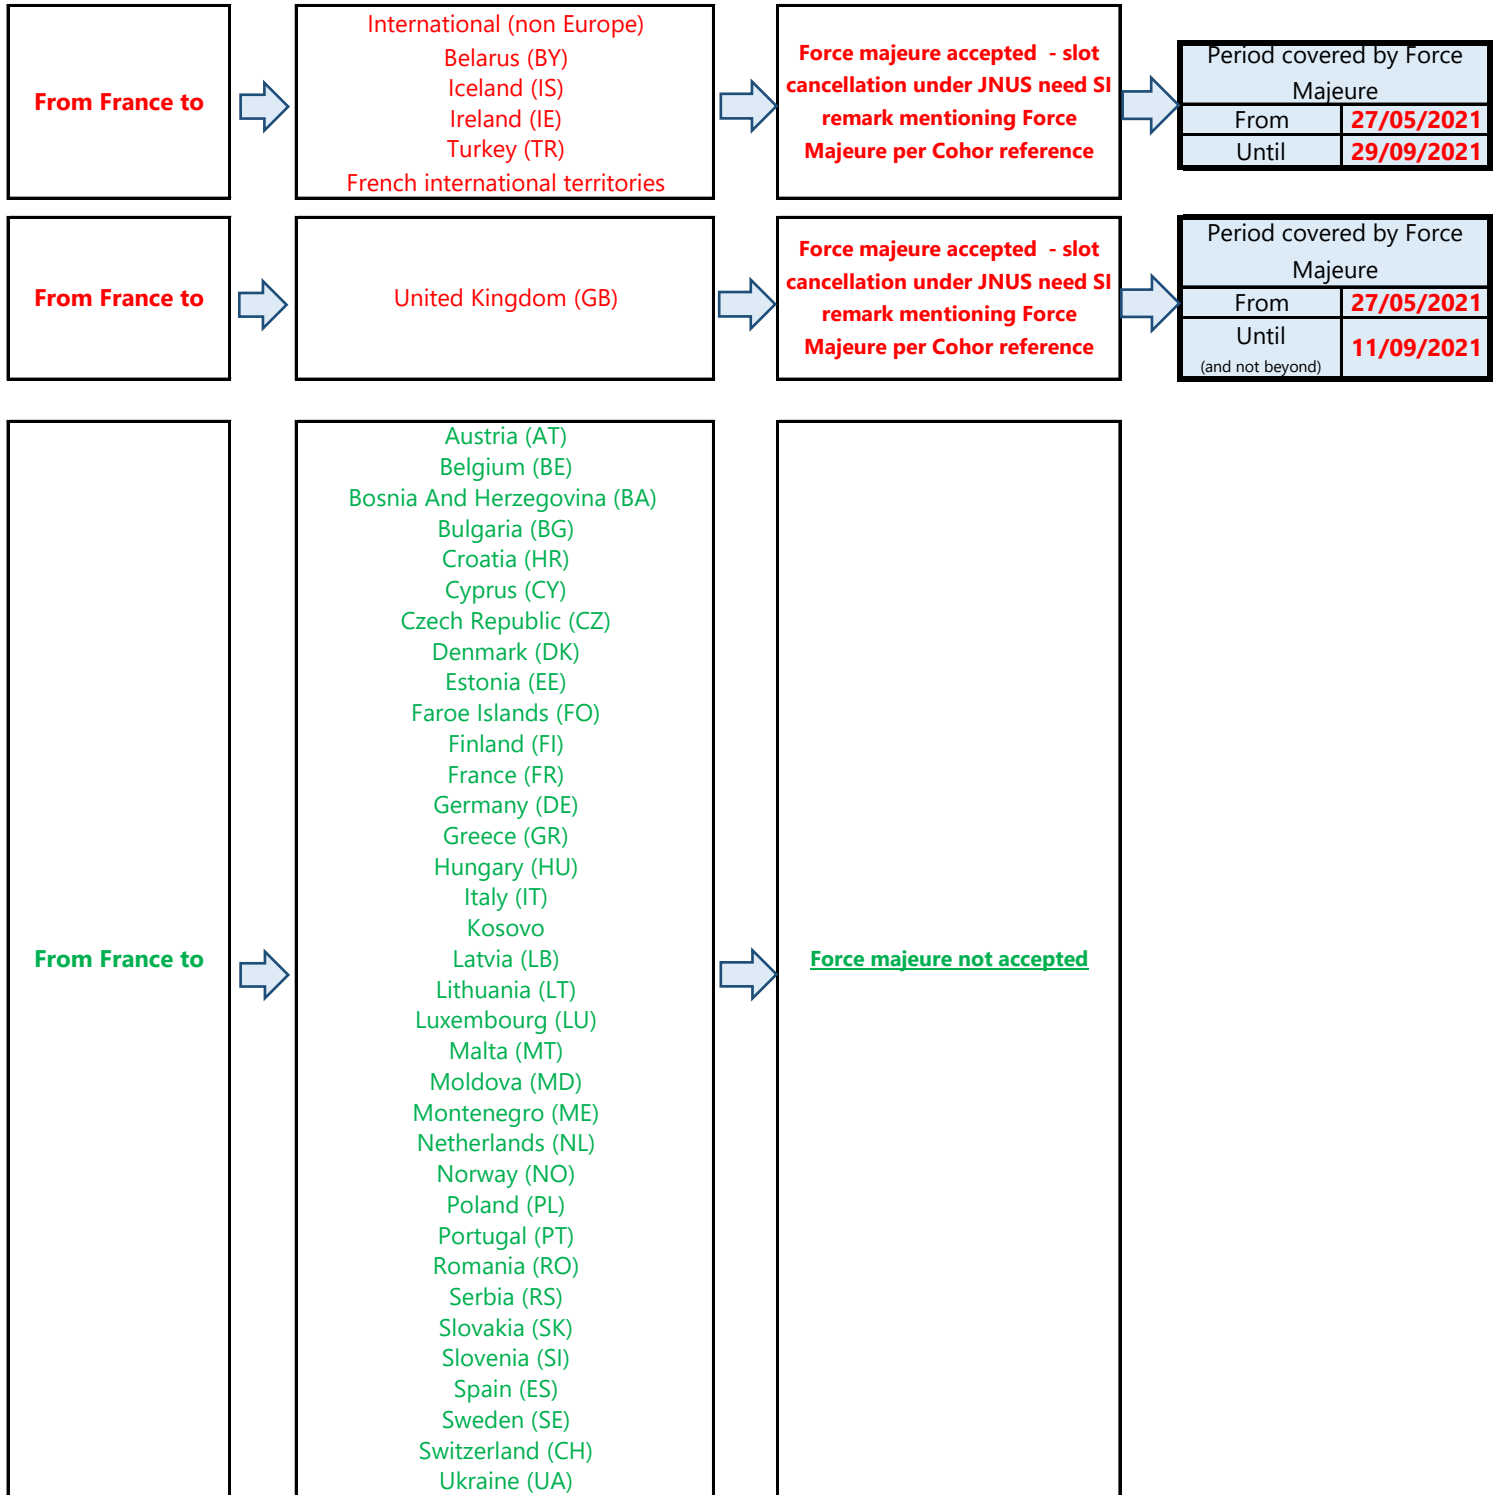 From France to
International (non Europe)
Belarus (BY)
Iceland (IS)
Ireland (IE)
Turkey (TR)
French international territories
Force majeure accepted - slot
cancellation under JNUS need SI
remark mentioning Force
Majeure per Cohor reference
Period covered by Force
Majeure
From 27/05/2021
Until 29/09/2021
From France to
United Kingdom (GB)
Force majeure accepted - slot
cancellation under JNUS need SI
remark mentioning Force
Majeure per Cohor reference
Period covered by Force
Majeure
From 27/05/2021
Until
(and not beyond)
11/09/2021
From France to
Austria (AT)
Belgium (BE)
Bosnia And Herzegovina (BA)
Bulgaria (BG)
Croatia (HR)
Cyprus (CY)
Czech Republic (CZ)
Denmark (DK)
Estonia (EE)
Faroe Islands (FO)
Finland (FI)
France (FR)
Germany (DE)
Greece (GR)
Hungary (HU)
Italy (IT)
Kosovo
Latvia (LB)
Lithuania (LT)
Luxembourg (LU)
Malta (MT)
Moldova (MD)
Montenegro (ME)
Netherlands (NL)
Norway (NO)
Poland (PL)
Portugal (PT)
Romania (RO)
Serbia (RS)
Slovakia (SK)
Slovenia (SI)
Spain (ES)
Sweden (SE)
Switzerland (CH)
Ukraine (UA)
Force majeure not accepted